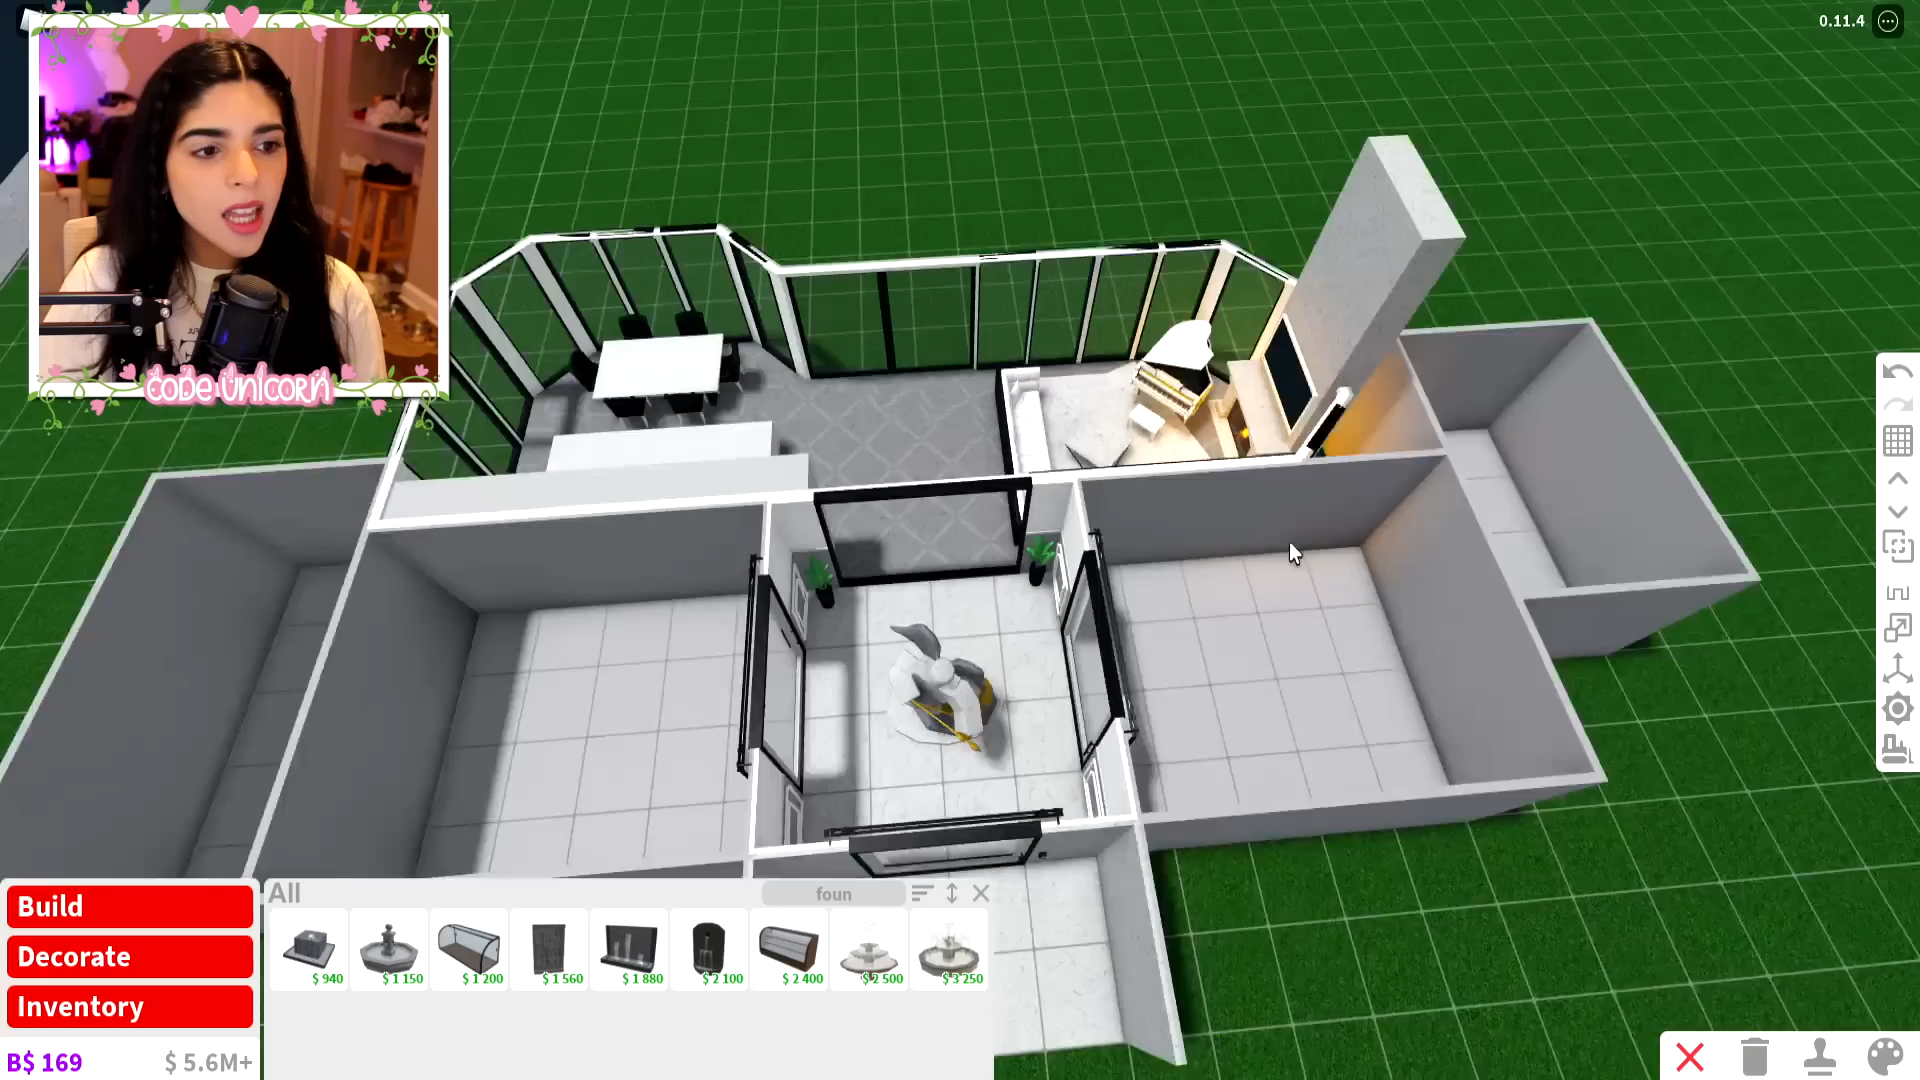 0.11.4
CODE UNICORN
Build
Decorate
Inventory
B$ 169
$ 5.6M+
All
foun
$ 940
$ 1 150
$ 1 200
$ 1 560
$ 1 880
$ 2 100
$ 2 400
$ 2 500
$ 3 250